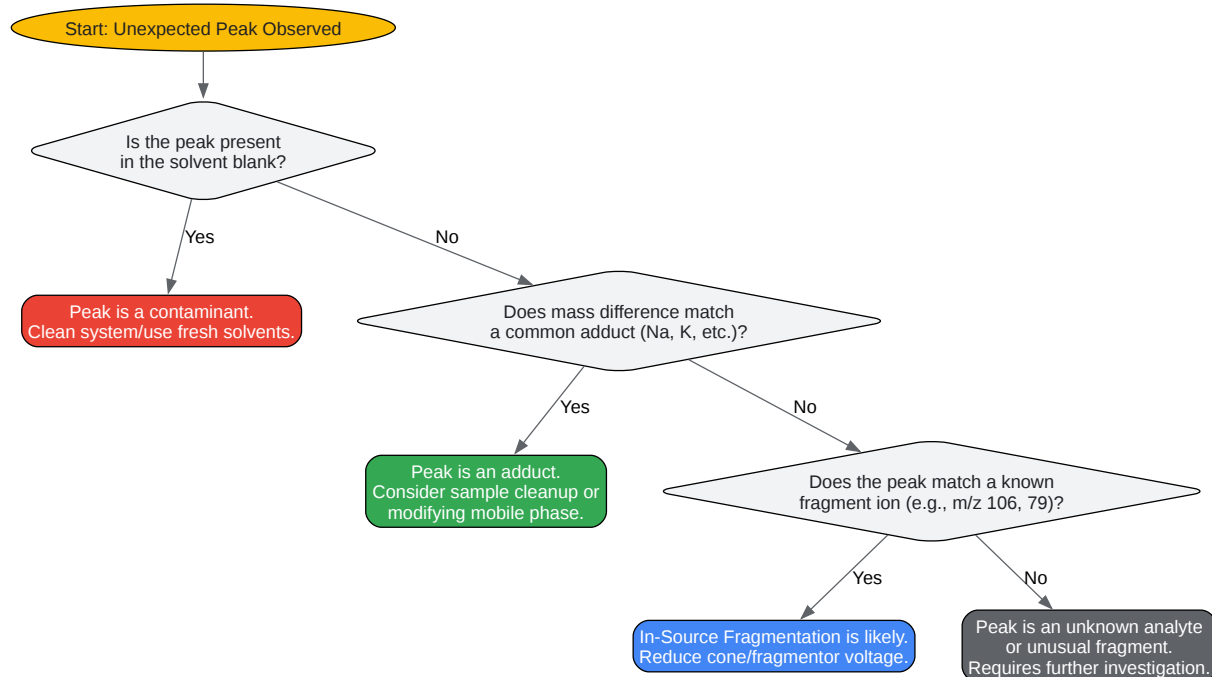 Start: Unexpected Peak Observed
Is the peak present
in the solvent blank?
Yes
No
Peak is a contaminant.
Clean system/use fresh solvents.
Does mass difference match
a common adduct (Na, K, etc.)?
Yes
No
Peak is an adduct.
Consider sample cleanup or
modifying mobile phase.
Does the peak match a known
fragment ion (e.g., m/z 106, 79)?
Yes
No
In-Source Fragmentation is likely.
Reduce cone/fragmentor voltage.
Peak is an unknown analyte
or unusual fragment.
Requires further investigation.